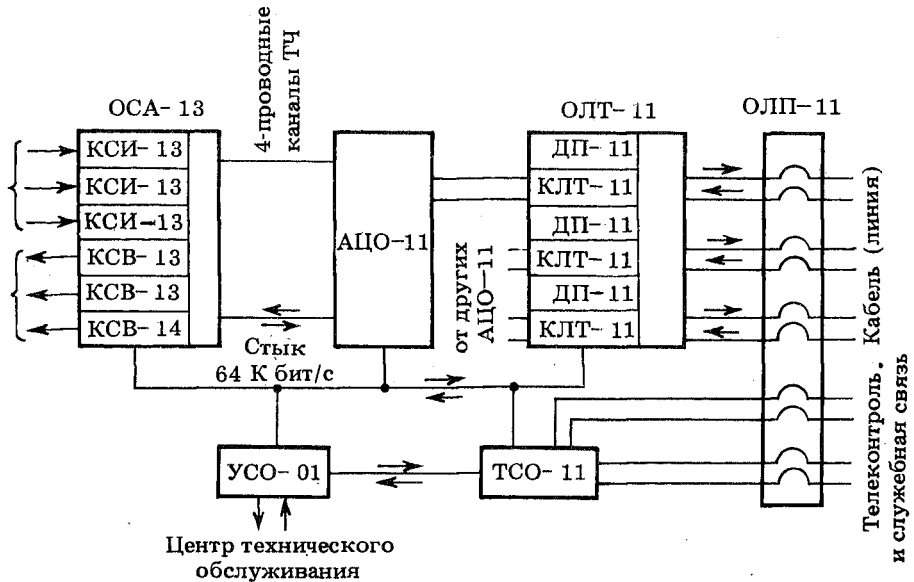 ОСА- 13
4-проводные
каналы ТЧ
ОЛТ- 11
ОЛП-11
КСИ- 13
КСИ- 13
КСИ-13
КСВ- 13
КСВ- 13
КСВ- 14
АЦО-11
от других
АЦО-11
ДП- 11
КЛТ- 11
ДП- 11
КЛТ- 11
ДП- 11
КЛТ- 11
Кабель (линия)
Стык
64 К бит/с
УСО- 01
ТСО- 11
Телеконтроль.
и служебная связь
Центр технического
обслуживания